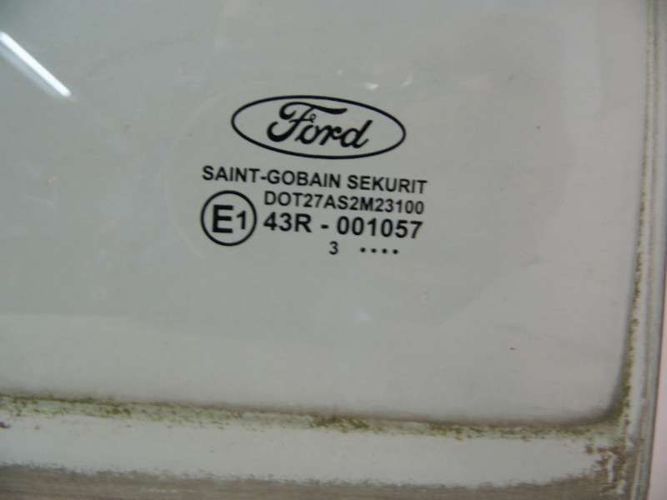 Ford
SAINT-GOBAIN SEKURIT
DOT27AS2M23100
E1 43R - 001057
3 ....